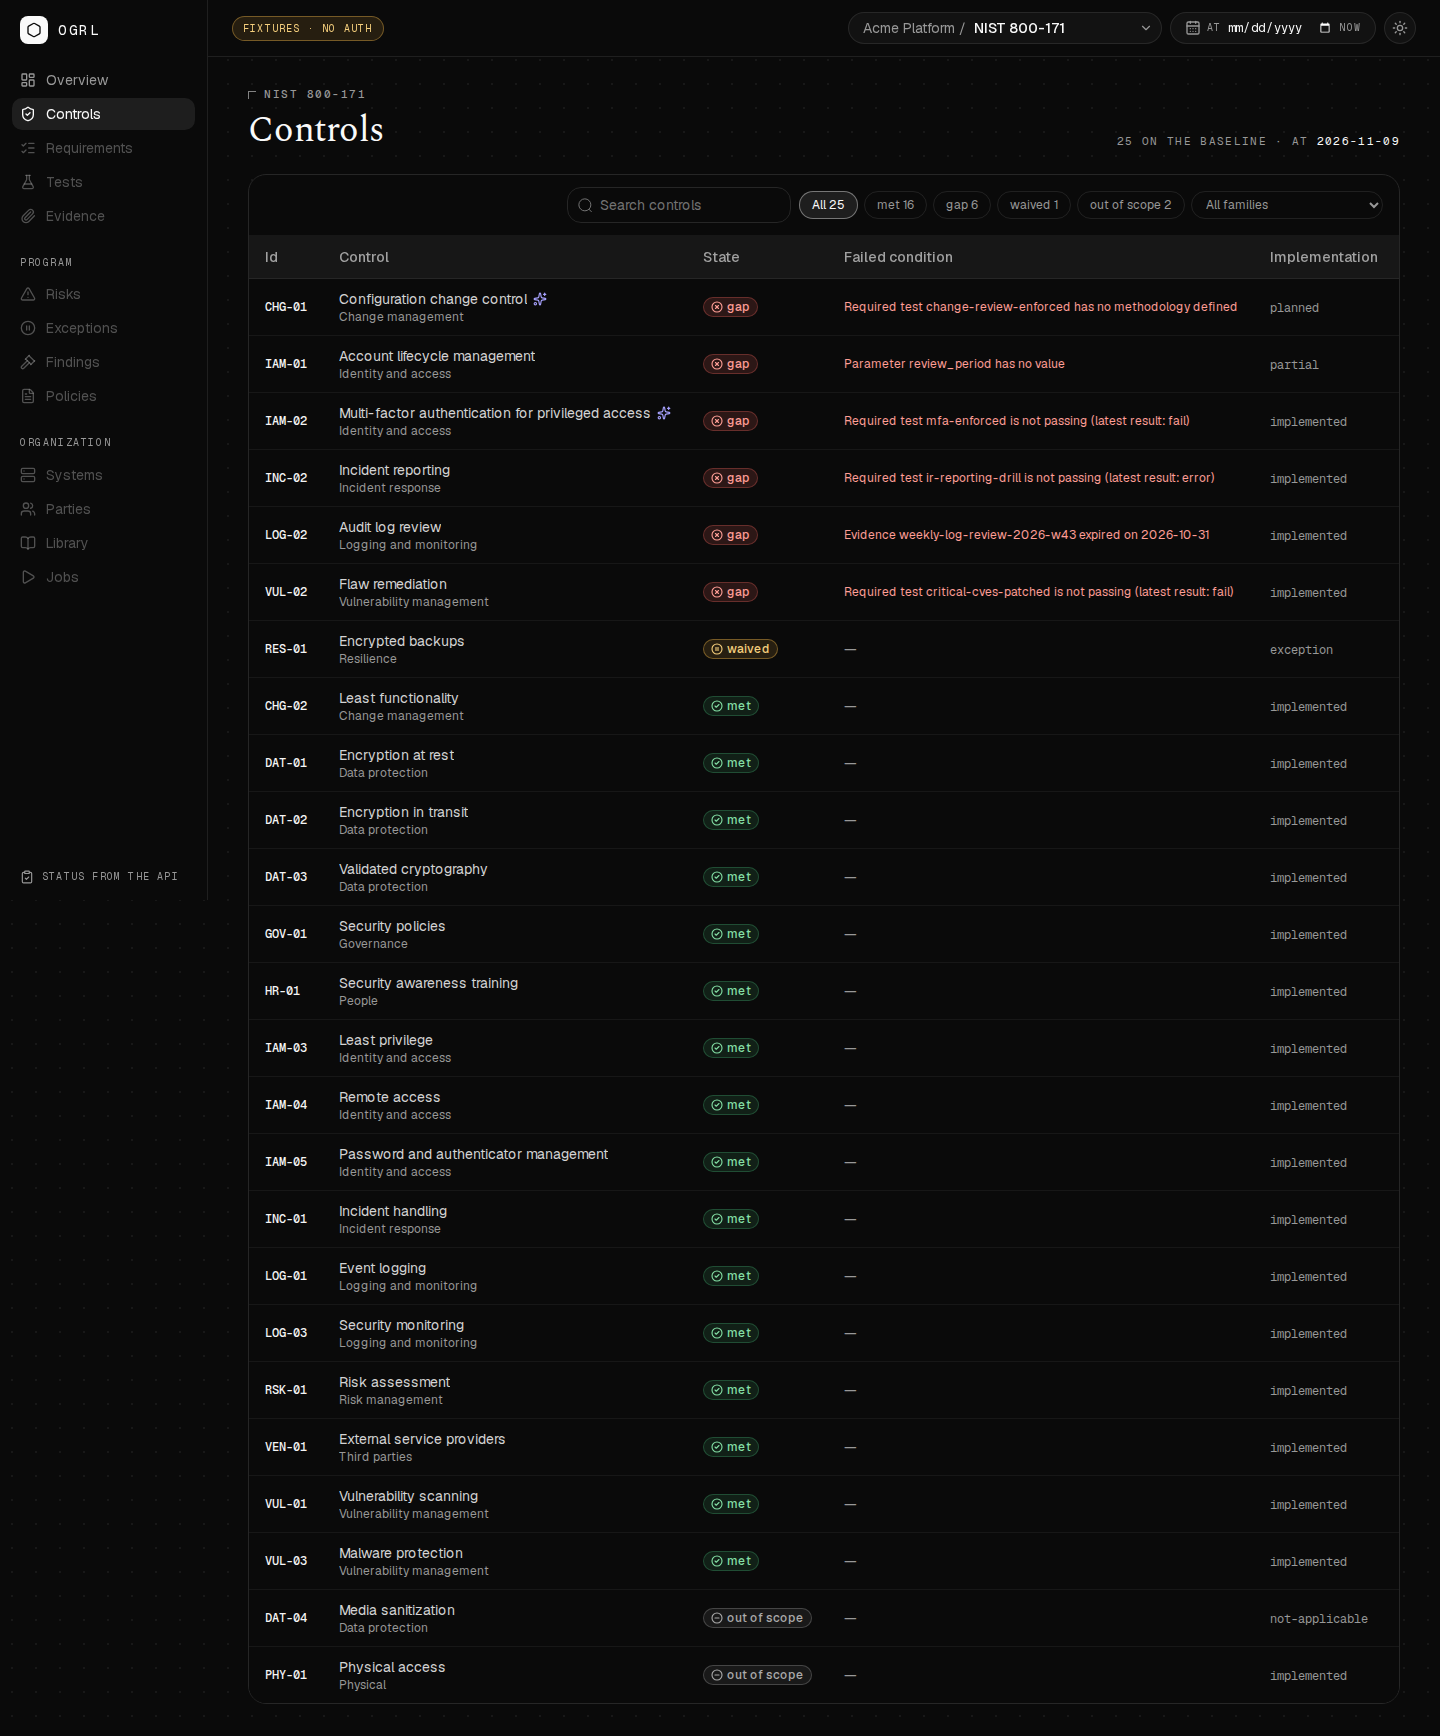 OGRL
FIXTURES · NO AUTH
Acme Platform / NIST 800-171
AT mm/dd/yyyy NOW
Overview
Controls
Requirements
Tests
Evidence
PROGRAM
Risks
Exceptions
Findings
Policies
ORGANIZATION
Systems
Parties
Library
Jobs
STATUS FROM THE API
NIST 800-171
Controls
25 ON THE BASELINE · AT 2026-11-09
Search controls
All 25
met 16
gap 6
waived 1
out of scope 2
All families
Id Control State Failed condition Implementation
CHG-01 Configuration change control gap Required test change-review-enforced has no methodology defined planned
Change management
IAM-01 Account lifecycle management gap Parameter review_period has no value partial
Identity and access
IAM-02 Multi-factor authentication for privileged access gap Required test mfa-enforced is not passing (latest result: fail) implemented
Identity and access
INC-02 Incident reporting gap Required test ir-reporting-drill is not passing (latest result: error) implemented
Incident response
LOG-02 Audit log review gap Evidence weekly-log-review-2026-w43 expired on 2026-10-31 implemented
Logging and monitoring
VUL-02 Flaw remediation gap Required test critical-cves-patched is not passing (latest result: fail) implemented
Vulnerability management
RES-01 Encrypted backups waived — exception
Resilience
CHG-02 Least functionality met — implemented
Change management
DAT-01 Encryption at rest met — implemented
Data protection
DAT-02 Encryption in transit met — implemented
Data protection
DAT-03 Validated cryptography met — implemented
Data protection
GOV-01 Security policies met — implemented
Governance
HR-01 Security awareness training met — implemented
People
IAM-03 Least privilege met — implemented
Identity and access
IAM-04 Remote access met — implemented
Identity and access
IAM-05 Password and authenticator management met — implemented
Identity and access
INC-01 Incident handling met — implemented
Incident response
LOG-01 Event logging met — implemented
Logging and monitoring
LOG-03 Security monitoring met — implemented
Logging and monitoring
RSK-01 Risk assessment met — implemented
Risk management
VEN-01 External service providers met — implemented
Third parties
VUL-01 Vulnerability scanning met — implemented
Vulnerability management
VUL-03 Malware protection met — implemented
Vulnerability management
DAT-04 Media sanitization out of scope — not-applicable
Data protection
PHY-01 Physical access out of scope — implemented
Physical